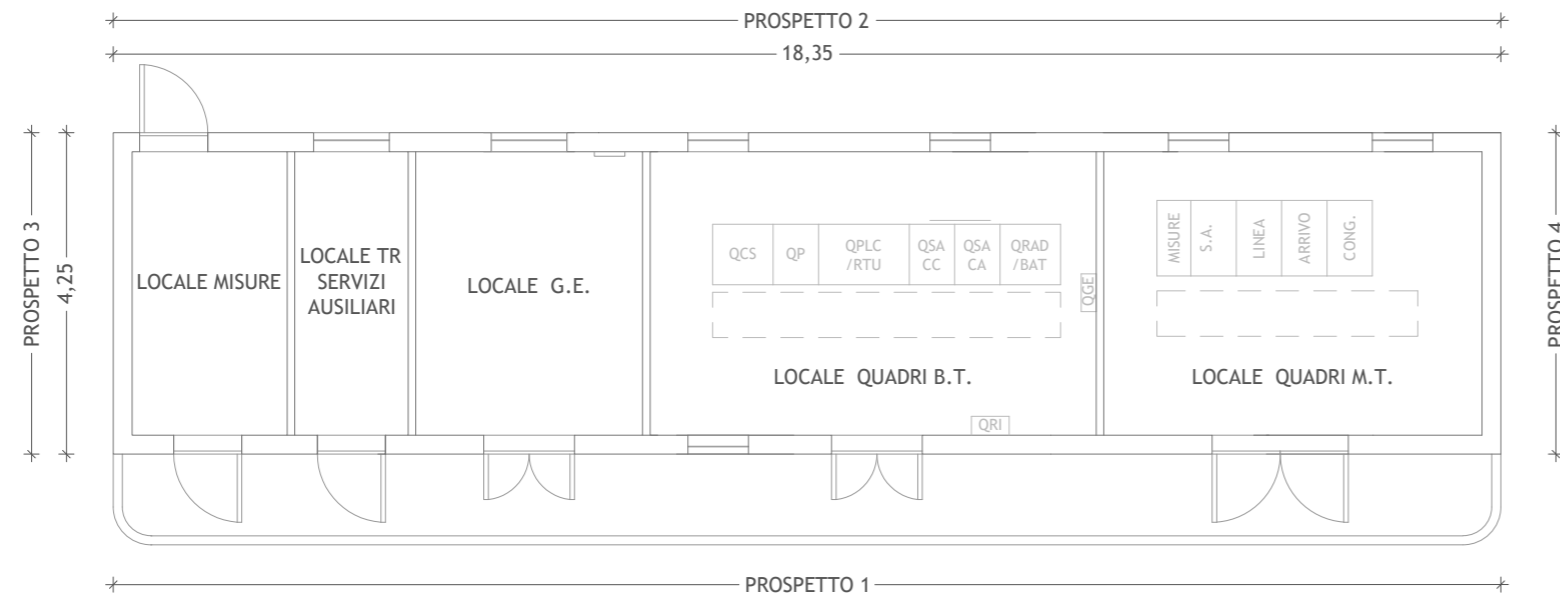 PROSPETTO 2
18,35
PROSPETTO 3
4,25
LOCALE MISURE
LOCALE TR
SERVIZI
AUSILIARI
LOCALE G.E.
QCS
QP
QPLC
/RTU
QSA
CC
QSA
CA
QRAD
/BAT
QGE
LOCALE QUADRI B.T.
QRI
MISURE
S.A.
LINEA
ARRIVO
CONG.
LOCALE QUADRI M.T.
PROSPETTO 4
PROSPETTO 1